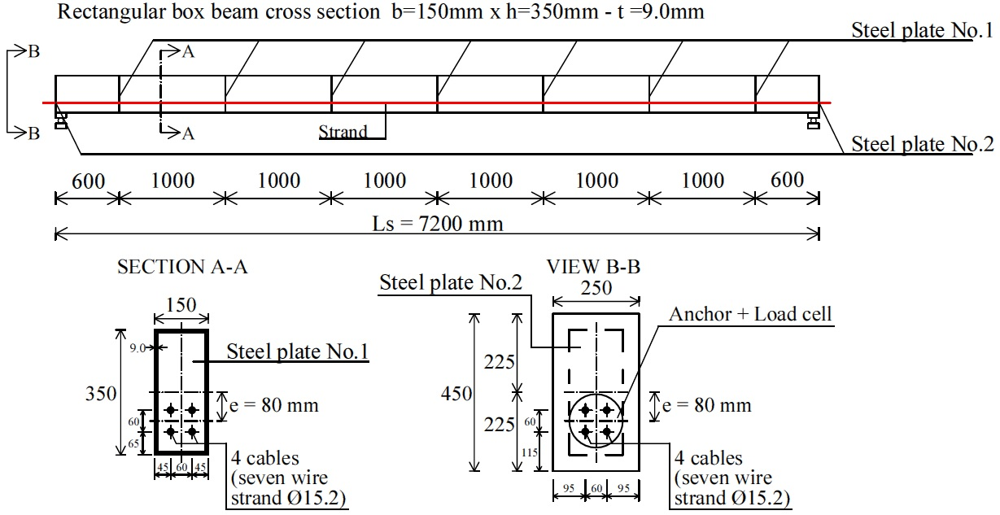 Rectangular box beam cross section b=150mm x h=350mm - t =9.0mm
Steel plate No.1
B
A
B
A
Strand
Steel plate No.2
600
1000
1000
1000
1000
1000
1000
600
Ls = 7200 mm
SECTION A-A
150
9.0
Steel plate No.1
350
e = 80 mm
60
65
45
60
45
4 cables
(seven wire
strand Ø15.2)
VIEW B-B
Steel plate No.2
250
Anchor + Load cell
225
450
e = 80 mm
225
60
115
95
60
95
4 cables
(seven wire
strand Ø15.2)